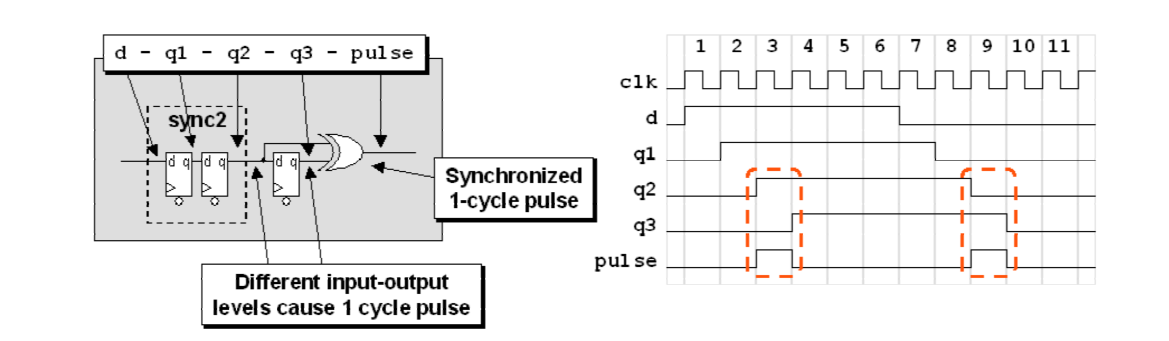 d - q1 - q2 - q3 - pulse
sync2
d q
d q
d q
Synchronized
1-cycle pulse
Different input-output
levels cause 1 cycle pulse
1 2 3 4 5 6 7 8 9 10 11
clk
d
q1
q2
q3
pulse